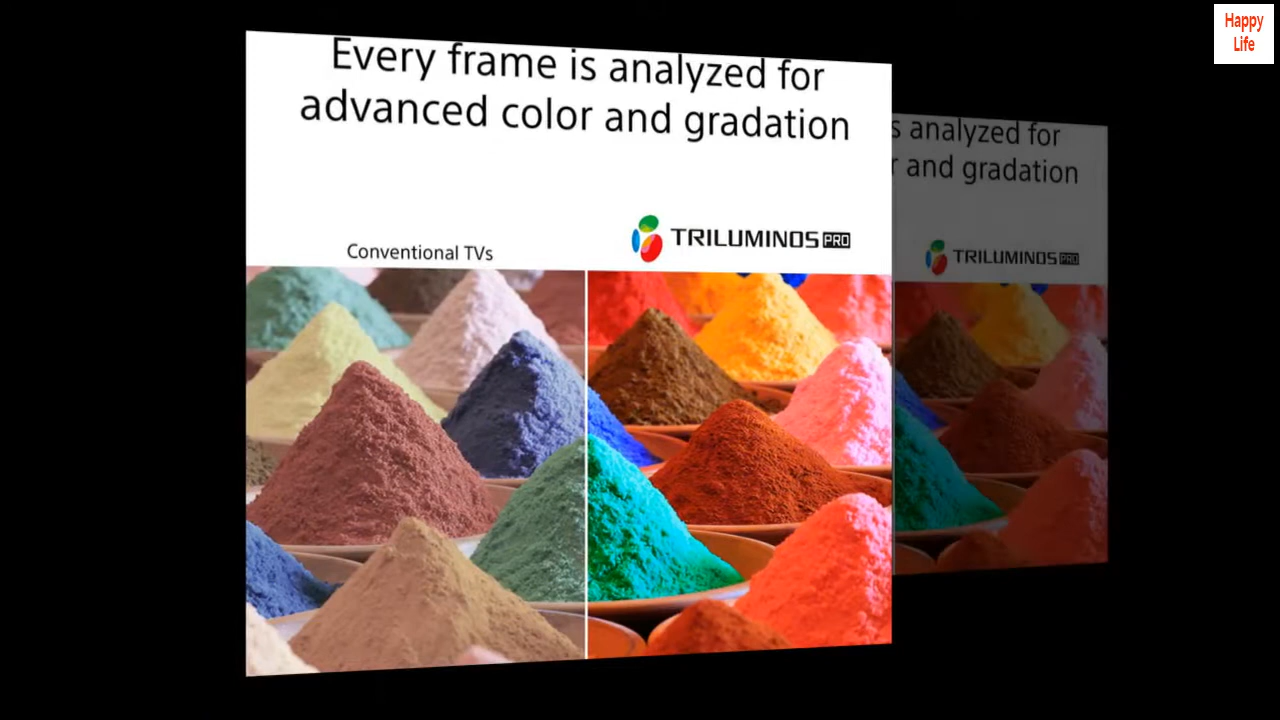 Happy
Life
Every frame is analyzed for
advanced color and gradation
Conventional TVs
TRILUMINOS PRO
s analyzed for
r and gradation
TRILUMINOS PRO